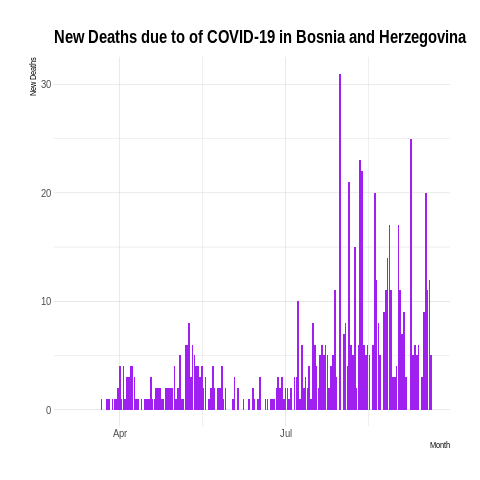 New Deaths due to of COVID-19 in Bosnia and Herzegovina
New Deaths
30
20
10
0
Apr
Jul
Month